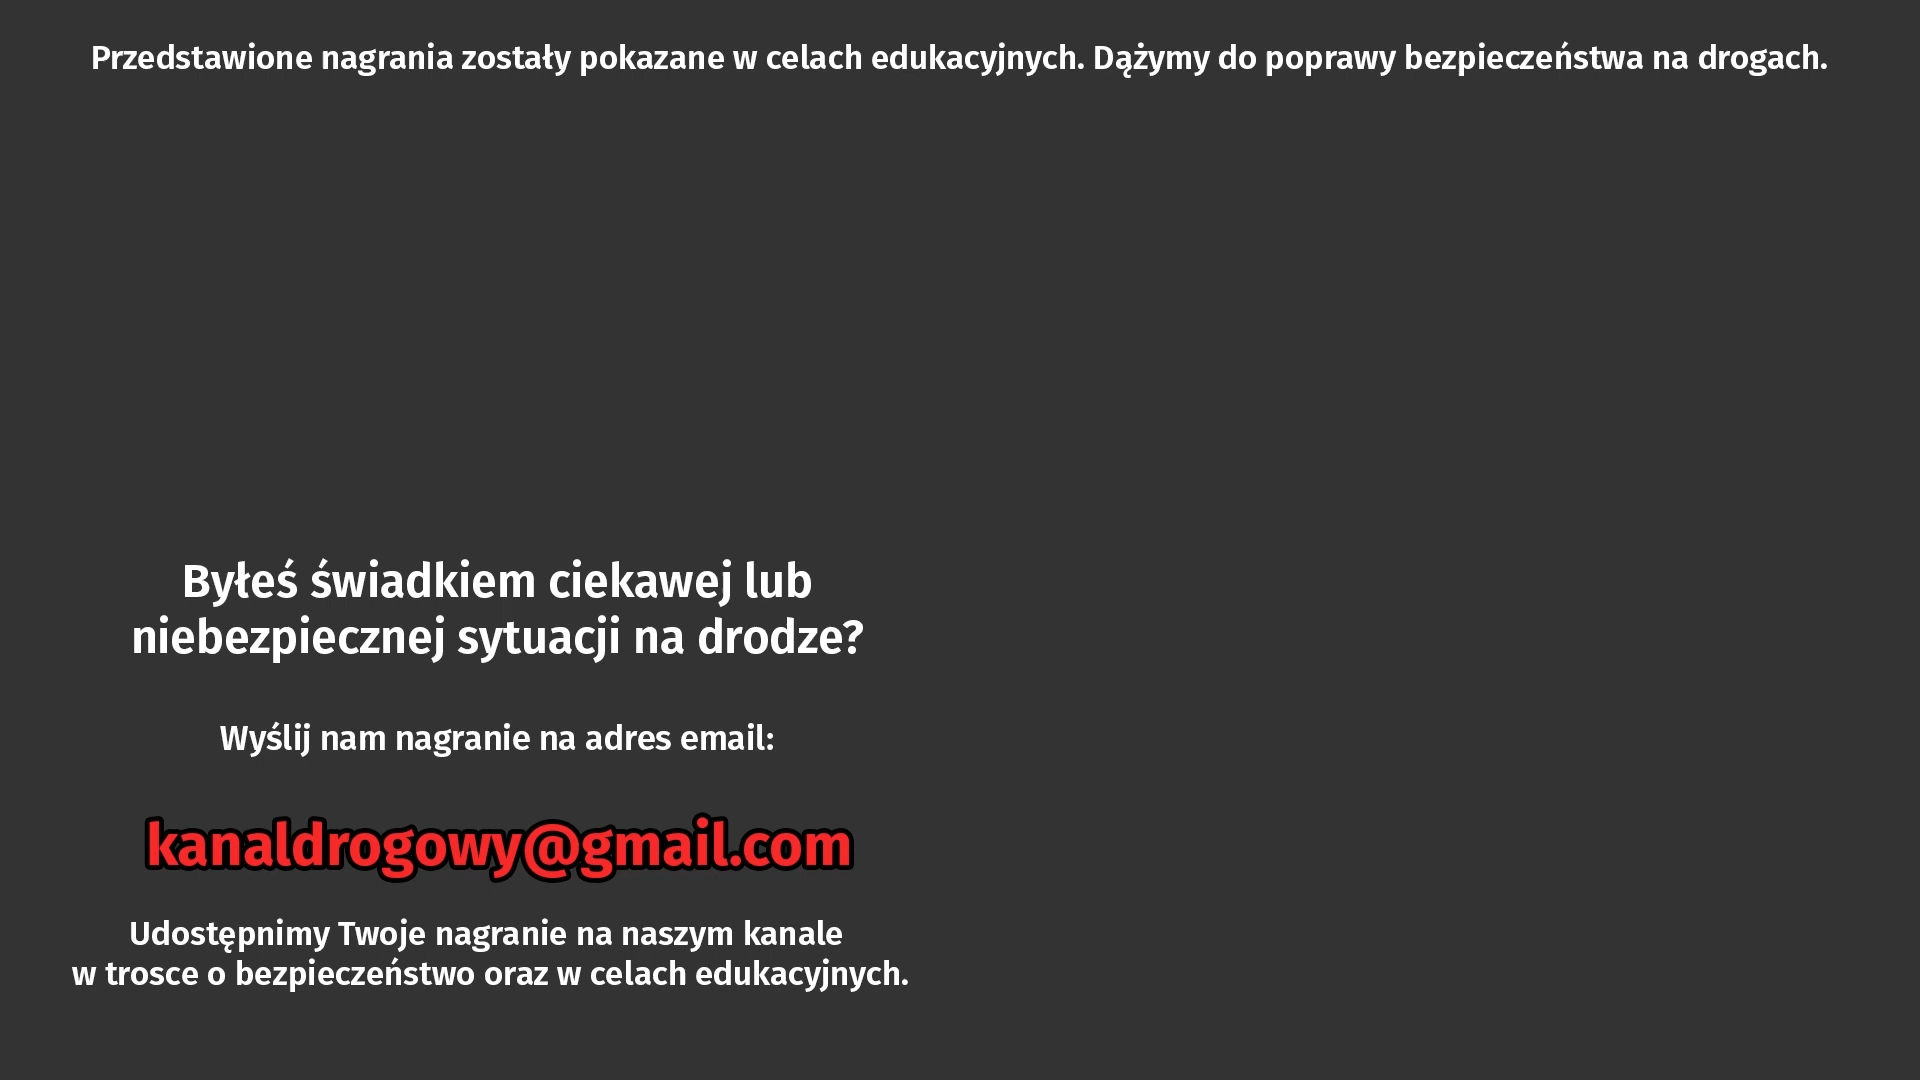 Przedstawione nagrania zostały pokazane w celach edukacyjnych. Dążymy do poprawy bezpieczeństwa na drogach.
Byłeś świadkiem ciekawej lub
niebezpiecznej sytuacji na drodze?
Wyślij nam nagranie na adres email:
kanaldrogowy@gmail.com
Udostępnimy Twoje nagranie na naszym kanale
w trosce o bezpieczeństwo oraz w celach edukacyjnych.